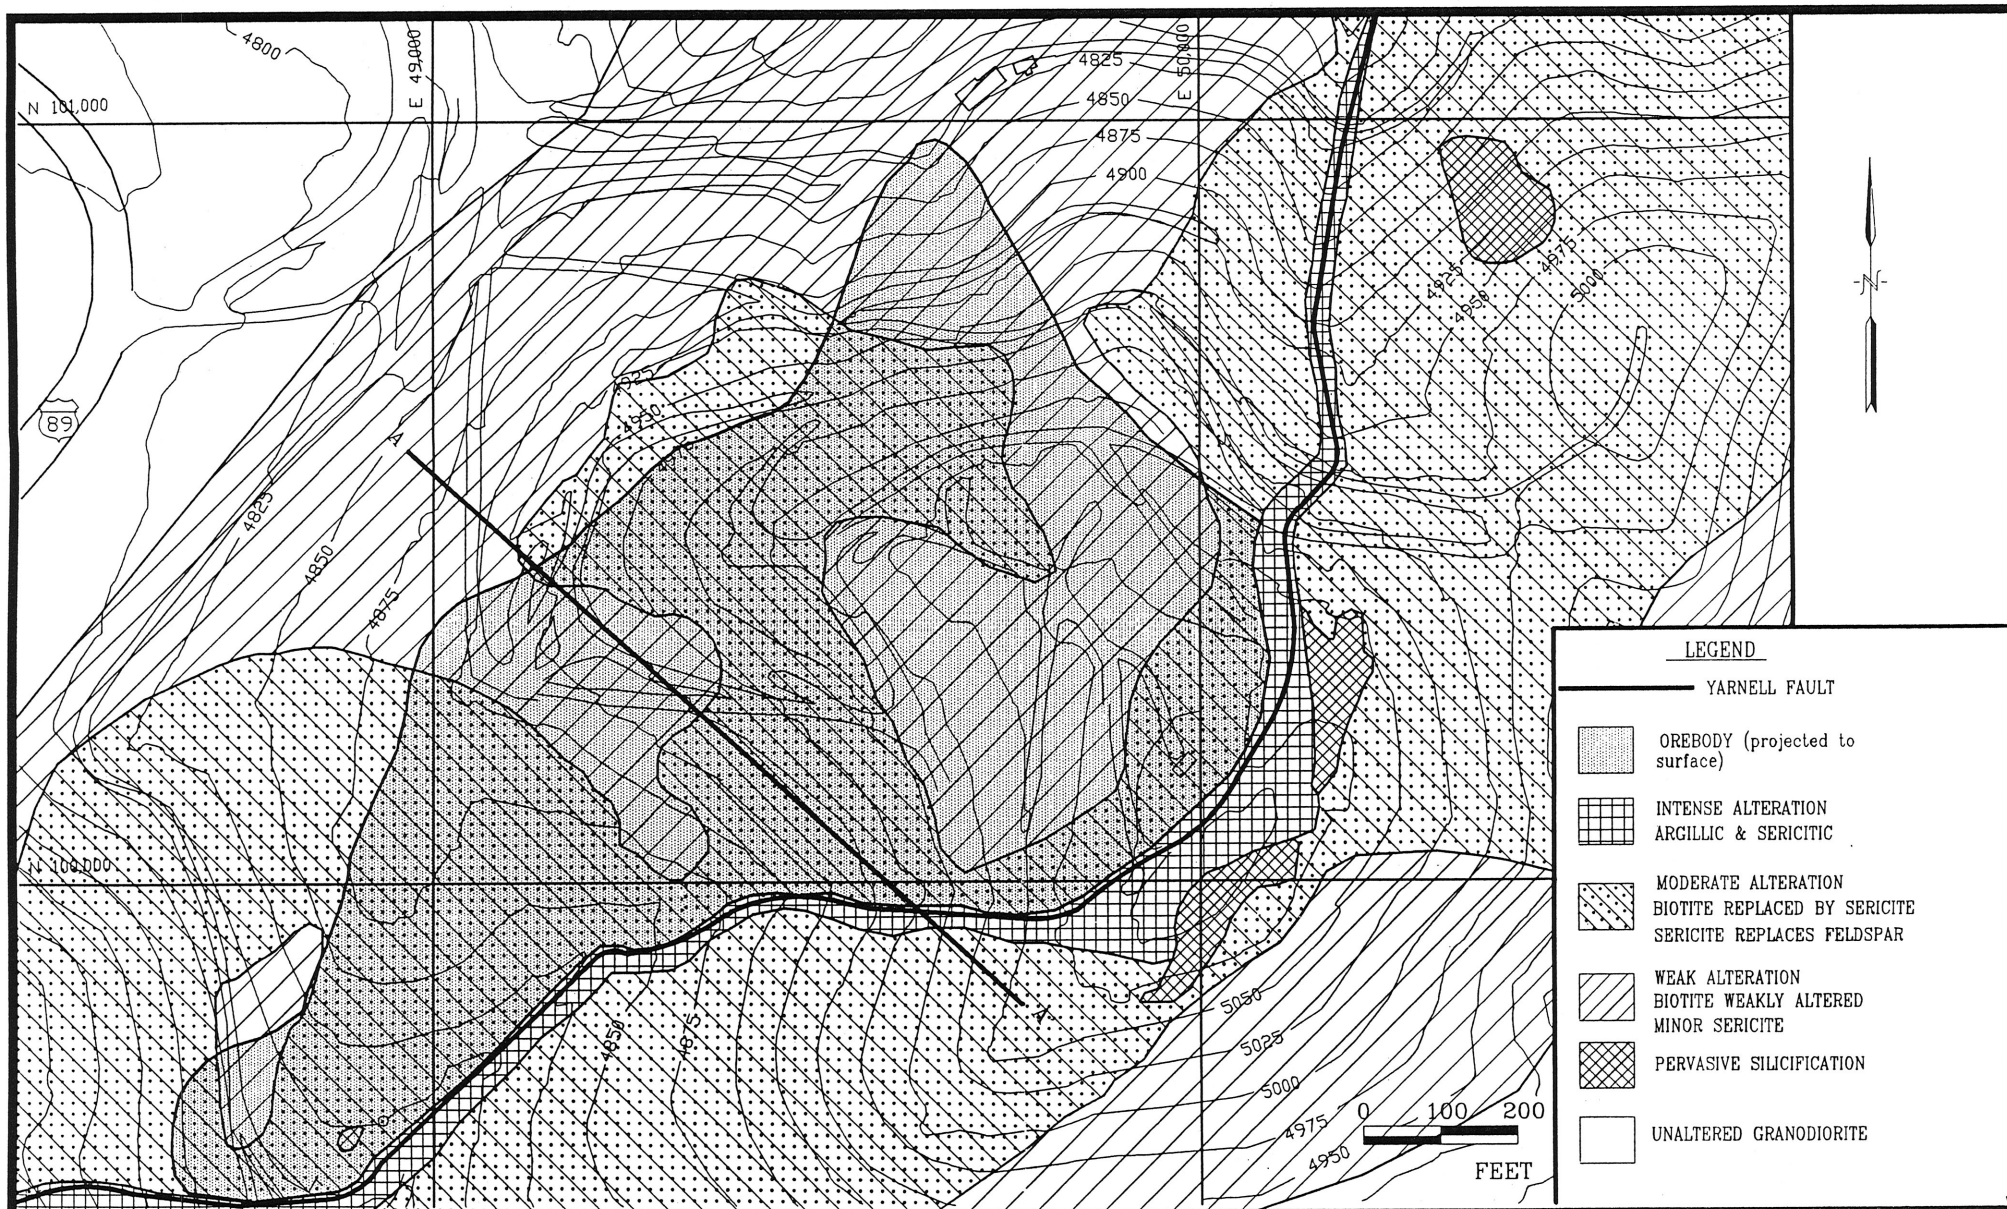 4800
E 49,000
E 50,000
4825
N 101,000
4850
4875
4900
N
4925
4975
4950
5000
4925
4950
89
A
4825
4850
4875
N 100,000
A'
4850
4875
5050
5025
5000
4975
4950
LEGEND
YARNELL FAULT
OREBODY (projected to
surface)
INTENSE ALTERATION
ARGILLIC & SERICITIC
MODERATE ALTERATION
BIOTITE REPLACED BY SERICITE
SERICITE REPLACES FELDSPAR
WEAK ALTERATION
BIOTITE WEAKLY ALTERED
MINOR SERICITE
PERVASIVE SILICIFICATION
UNALTERED GRANODIORITE
0 100 200
FEET